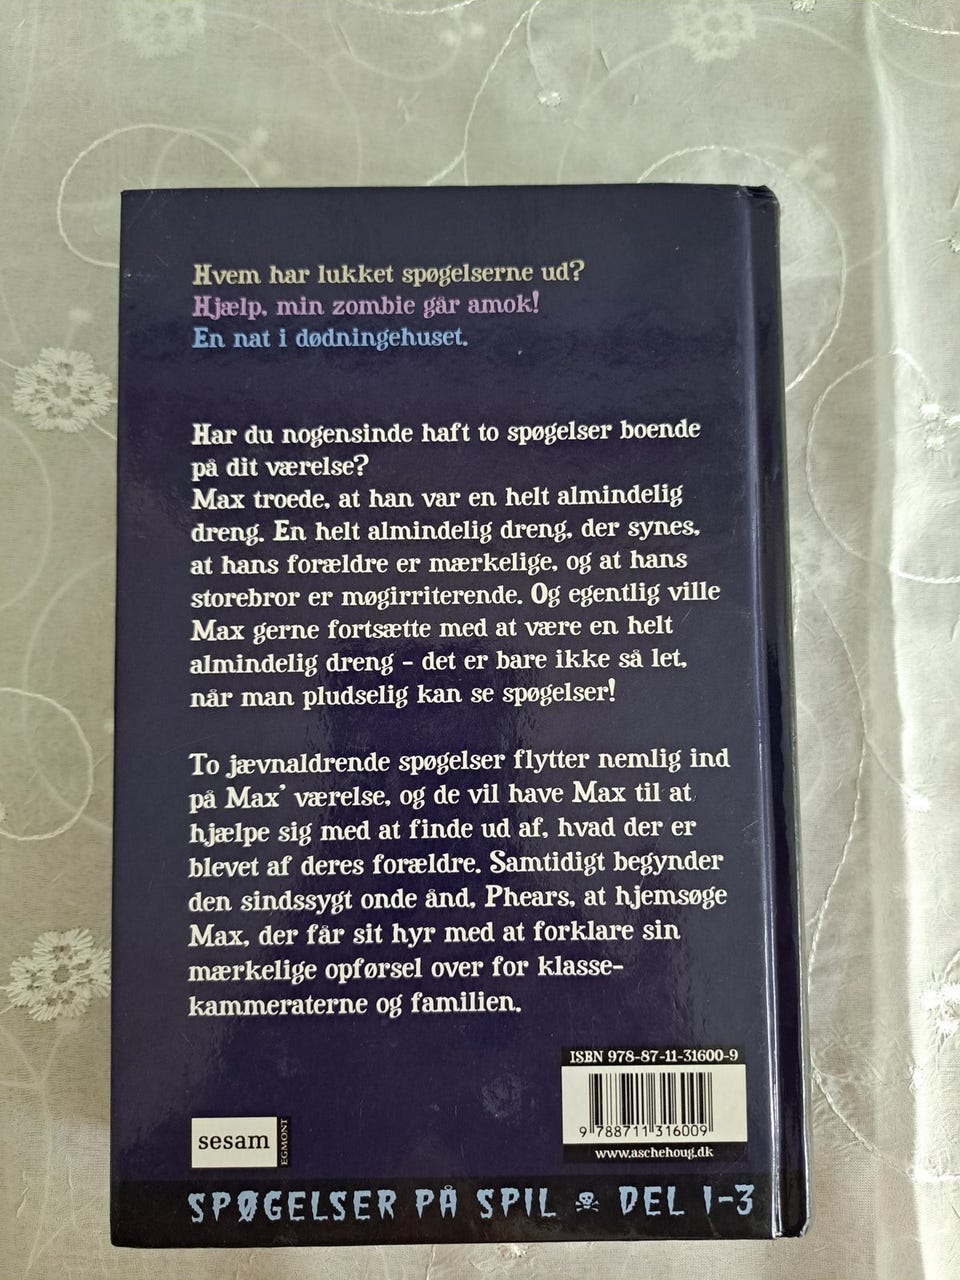 Hvem har lukket spøgelserne ud?
Hjælp, min zombie går amok!
En nat i dødningehuset.
Har du nogensinde haft to spøgelser boende
på dit værelse?
Max troede, at han var en helt almindelig
dreng. En helt almindelig dreng, der synes,
at hans forældre er mærkelige, og at hans
storebror er møgirriterende. Og egentlig ville
Max gerne fortsætte med at være en helt
almindelig dreng – det er bare ikke så let,
når man pludselig kan se spøgelser!
To jævnaldrende spøgelser flytter nemlig ind
på Max' værelse, og de vil have Max til at
hjælpe sig med at finde ud af, hvad der er
blevet af deres forældre. Samtidigt begynder
den sindssygt onde ånd, Phears, at hjemsøge
Max, der får sit hyr med at forklare sin
mærkelige opførsel over for klasse-
kammeraterne og familien.
ISBN 978-87-11-31600-9
9 788711 316009
www.aschehoug.dk
sesam
EGMONT
SPØGELSER PÅ SPIL DEL 1-3